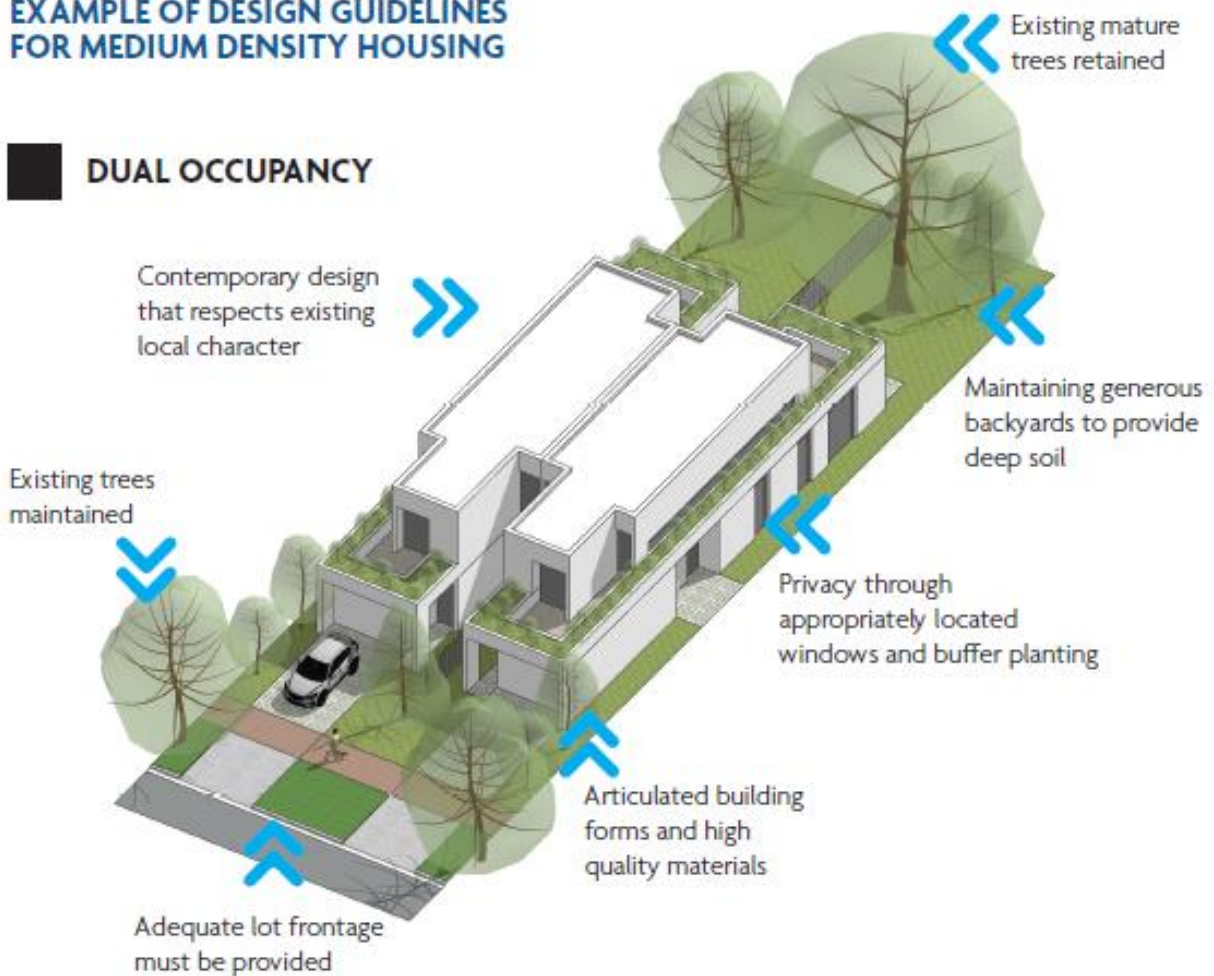 EXAMPLE OF DESIGN GUIDELINES
FOR MEDIUM DENSITY HOUSING
Existing mature
trees retained
DUAL OCCUPANCY
Contemporary design
that respects existing
local character
Maintaining generous
backyards to provide
deep soil
Existing trees
maintained
Privacy through
appropriately located
windows and buffer planting
Articulated building
forms and high
quality materials
Adequate lot frontage
must be provided